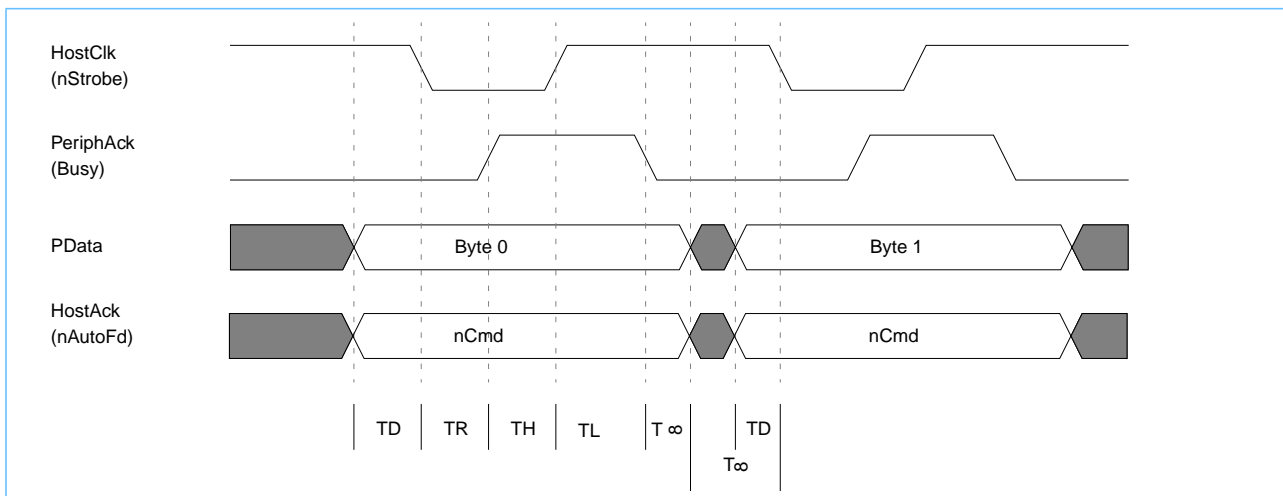 HostClk
(nStrobe)
PeriphAck
(Busy)
PData
Byte 0
Byte 1
HostAck
(nAutoFd)
nCmd
nCmd
TD
TR
TH
TL
T ∞
TD
T∞